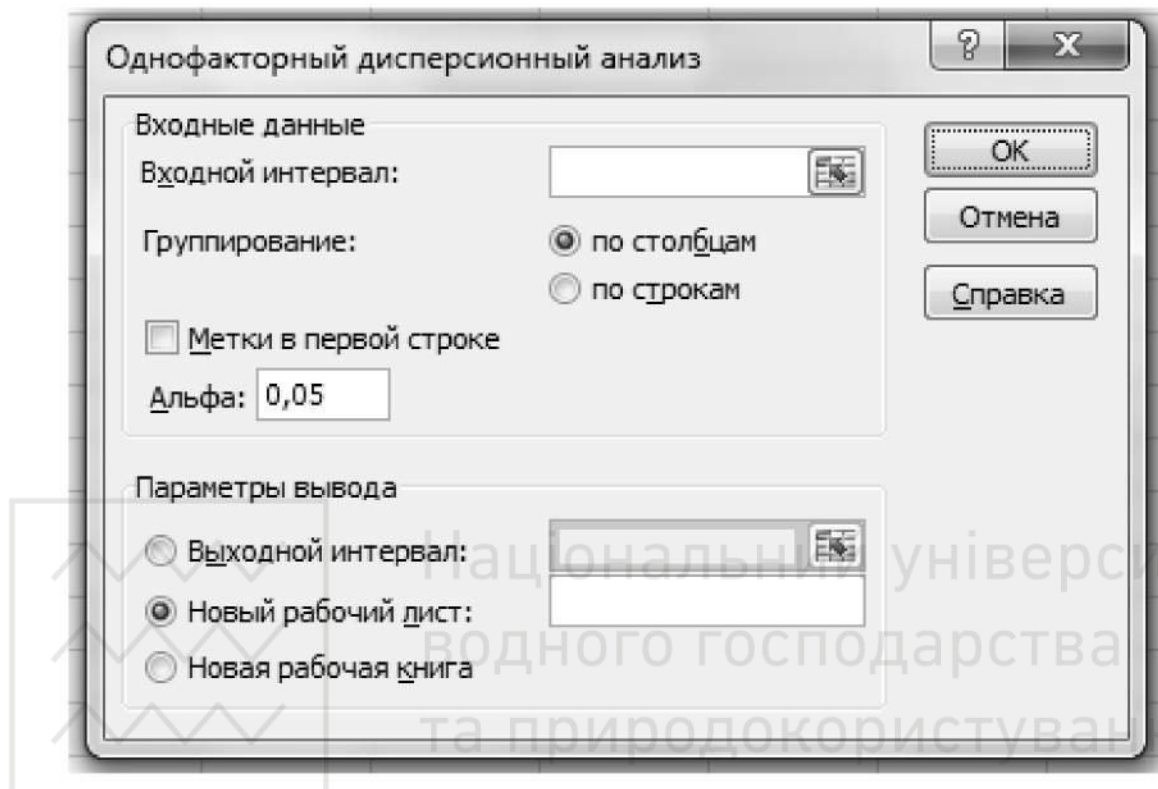 Однофакторный дисперсионный анализ
Входные данные
Входной интервал:
Группирование:
по столбцам
по строкам
Метки в первой строке
Альфа: 0,05
OK
Отмена
Справка
Параметры вывода
Выходной интервал:
Новый рабочий лист:
Новая рабочая книга
Національний універси
водного господарства
та природокористуван